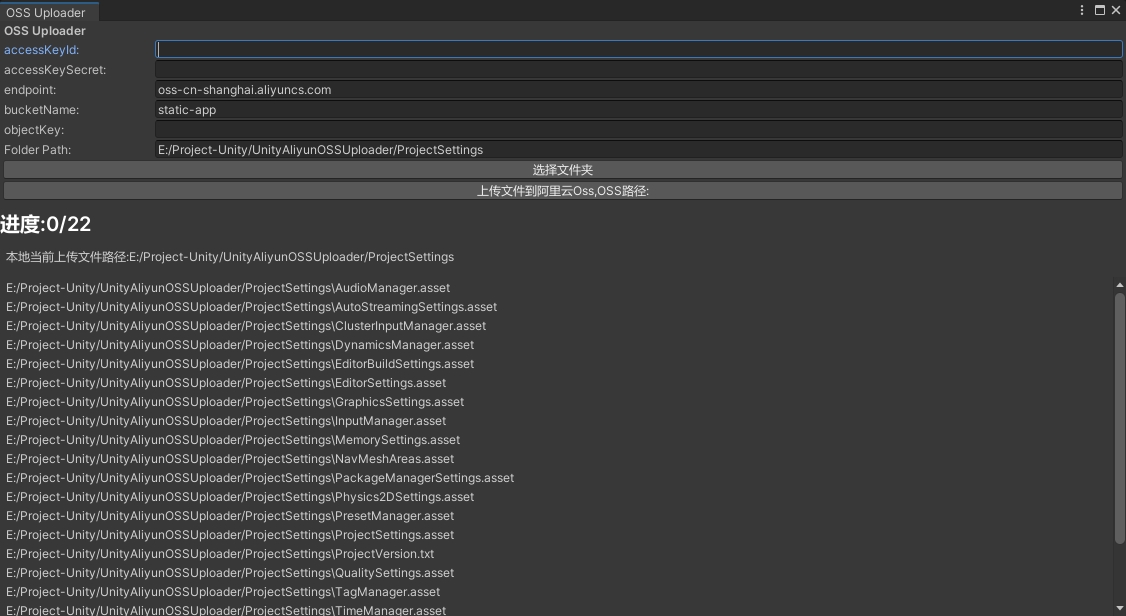 OSS Uploader
OSS Uploader
accessKeyId:
accessKeySecret:
endpoint: oss-cn-shanghai.aliyuncs.com
bucketName: static-app
objectKey:
Folder Path: E:/Project-Unity/UnityAliyunOSSUploader/ProjectSettings
选择文件夹
上传文件到阿里云Oss,OSS路径:
进度:0/22
本地当前上传文件路径:E:/Project-Unity/UnityAliyunOSSUploader/ProjectSettings
E:/Project-Unity/UnityAliyunOSSUploader/ProjectSettings\AudioManager.asset
E:/Project-Unity/UnityAliyunOSSUploader/ProjectSettings\AutoStreamingSettings.asset
E:/Project-Unity/UnityAliyunOSSUploader/ProjectSettings\ClusterInputManager.asset
E:/Project-Unity/UnityAliyunOSSUploader/ProjectSettings\DynamicsManager.asset
E:/Project-Unity/UnityAliyunOSSUploader/ProjectSettings\EditorBuildSettings.asset
E:/Project-Unity/UnityAliyunOSSUploader/ProjectSettings\EditorSettings.asset
E:/Project-Unity/UnityAliyunOSSUploader/ProjectSettings\GraphicsSettings.asset
E:/Project-Unity/UnityAliyunOSSUploader/ProjectSettings\InputManager.asset
E:/Project-Unity/UnityAliyunOSSUploader/ProjectSettings\MemorySettings.asset
E:/Project-Unity/UnityAliyunOSSUploader/ProjectSettings\NavMeshAreas.asset
E:/Project-Unity/UnityAliyunOSSUploader/ProjectSettings\PackageManagerSettings.asset
E:/Project-Unity/UnityAliyunOSSUploader/ProjectSettings\Physics2DSettings.asset
E:/Project-Unity/UnityAliyunOSSUploader/ProjectSettings\PresetManager.asset
E:/Project-Unity/UnityAliyunOSSUploader/ProjectSettings\ProjectSettings.asset
E:/Project-Unity/UnityAliyunOSSUploader/ProjectSettings\ProjectVersion.txt
E:/Project-Unity/UnityAliyunOSSUploader/ProjectSettings\QualitySettings.asset
E:/Project-Unity/UnityAliyunOSSUploader/ProjectSettings\TagManager.asset
E:/Project-Unity/UnityAliyunOSSUploader/ProjectSettings\TimeManager.asset